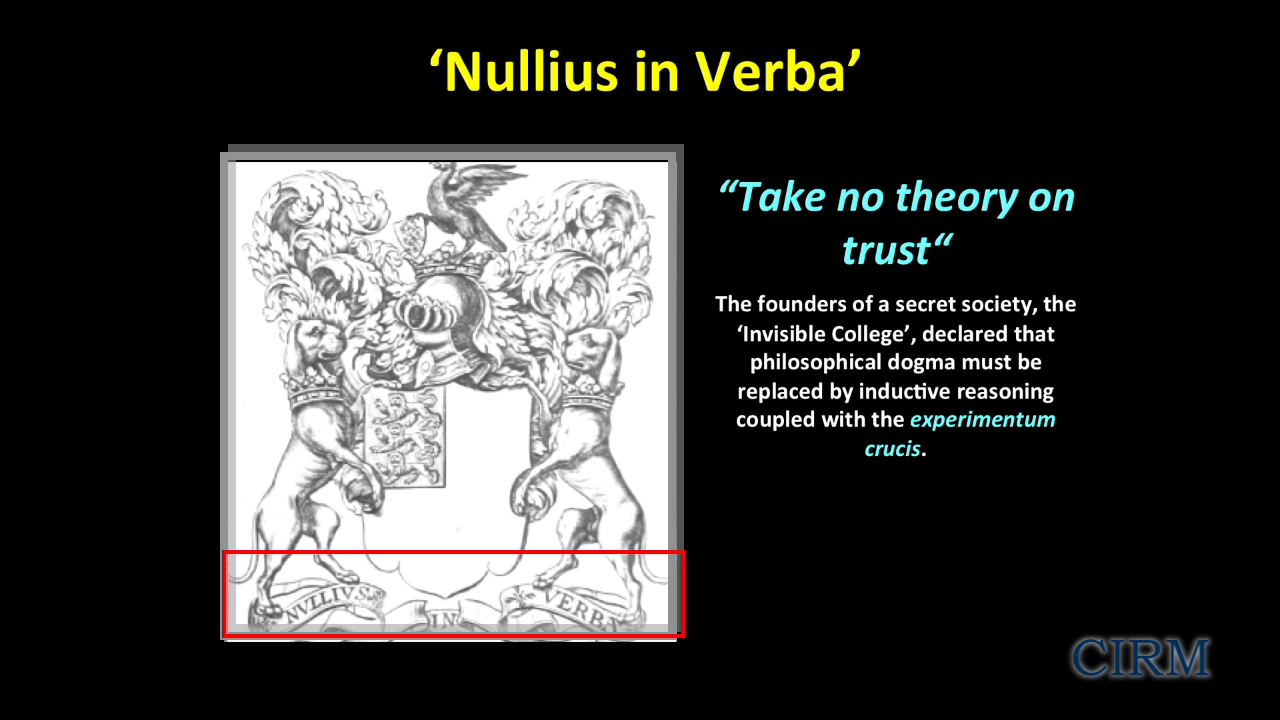 ‘Nullius in Verba’
“Take no theory on
trust“
The founders of a secret society, the
‘Invisible College’, declared that
philosophical dogma must be
replaced by inductive reasoning
coupled with the experimentum
crucis.
NVLLIVS IN VERBA
CIRM